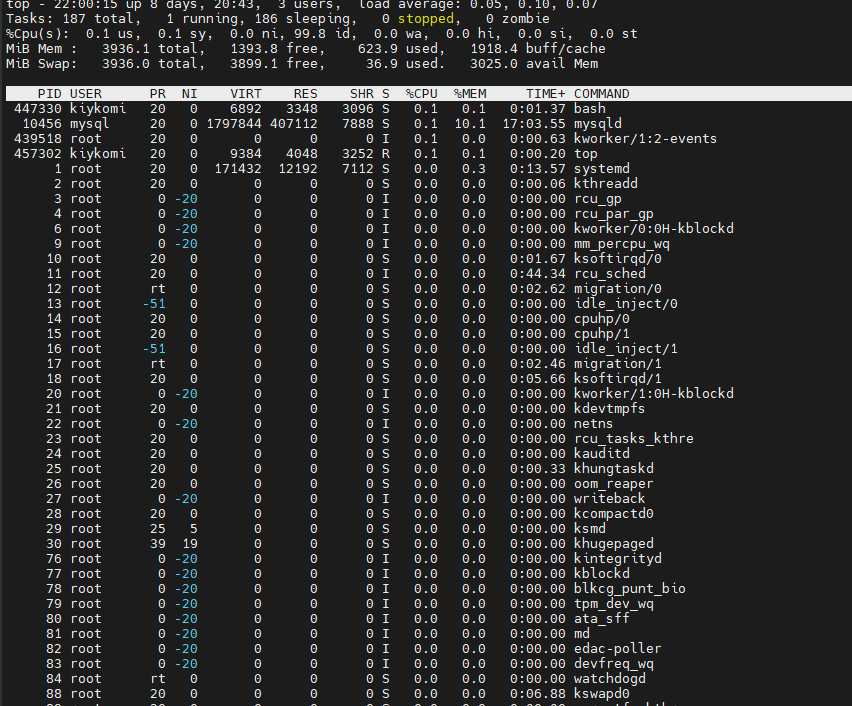 top - 22:00:15 up 8 days, 20:43,  3 users,  load average: 0.05, 0.10, 0.07
Tasks: 187 total,   1 running, 186 sleeping,   0 stopped,   0 zombie
%Cpu(s):  0.1 us,  0.1 sy,  0.0 ni, 99.8 id,  0.0 wa,  0.0 hi,  0.0 si,  0.0 st
MiB Mem :   3936.1 total,   1393.8 free,    623.9 used,   1918.4 buff/cache
MiB Swap:   3936.0 total,   3899.1 free,     36.9 used.   3025.0 avail Mem
PID USER      PR  NI    VIRT    RES    SHR S  %CPU  %MEM     TIME+ COMMAND
447330 kiykomi   20   0    6892   3348   3096 S   0.1   0.1   0:01.37 bash
10456 mysql     20   0 1797844 407112   7888 S   0.1  10.1  17:03.55 mysqld
439518 root      20   0       0      0      0 I   0.1   0.0   0:00.63 kworker/1:2-events
457302 kiykomi   20   0    9384   4048   3252 R   0.1   0.1   0:00.20 top
1 root      20   0  171432  12192   7112 S   0.0   0.3   0:13.57 systemd
2 root      20   0       0      0      0 S   0.0   0.0   0:00.06 kthreadd
3 root       0 -20       0      0      0 I   0.0   0.0   0:00.00 rcu_gp
4 root       0 -20       0      0      0 I   0.0   0.0   0:00.00 rcu_par_gp
6 root       0 -20       0      0      0 I   0.0   0.0   0:00.00 kworker/0:0H-kblockd
9 root       0 -20       0      0      0 I   0.0   0.0   0:00.00 mm_percpu_wq
10 root      20   0       0      0      0 S   0.0   0.0   0:01.67 ksoftirqd/0
11 root      20   0       0      0      0 I   0.0   0.0   0:44.34 rcu_sched
12 root      rt   0       0      0      0 S   0.0   0.0   0:02.62 migration/0
13 root     -51   0       0      0      0 S   0.0   0.0   0:00.00 idle_inject/0
14 root      20   0       0      0      0 S   0.0   0.0   0:00.00 cpuhp/0
15 root      20   0       0      0      0 S   0.0   0.0   0:00.00 cpuhp/1
16 root     -51   0       0      0      0 S   0.0   0.0   0:00.00 idle_inject/1
17 root      rt   0       0      0      0 S   0.0   0.0   0:02.46 migration/1
18 root      20   0       0      0      0 S   0.0   0.0   0:05.66 ksoftirqd/1
20 root       0 -20       0      0      0 I   0.0   0.0   0:00.00 kworker/1:0H-kblockd
21 root      20   0       0      0      0 S   0.0   0.0   0:00.00 kdevtmpfs
22 root       0 -20       0      0      0 I   0.0   0.0   0:00.00 netns
23 root      20   0       0      0      0 S   0.0   0.0   0:00.00 rcu_tasks_kthre
24 root      20   0       0      0      0 S   0.0   0.0   0:00.00 kauditd
25 root      20   0       0      0      0 S   0.0   0.0   0:00.33 khungtaskd
26 root      20   0       0      0      0 S   0.0   0.0   0:00.00 oom_reaper
27 root       0 -20       0      0      0 I   0.0   0.0   0:00.00 writeback
28 root      20   0       0      0      0 S   0.0   0.0   0:00.00 kcompactd0
29 root      25   5       0      0      0 S   0.0   0.0   0:00.00 ksmd
30 root      39  19       0      0      0 S   0.0   0.0   0:00.00 khugepaged
76 root       0 -20       0      0      0 I   0.0   0.0   0:00.00 kintegrityd
77 root       0 -20       0      0      0 I   0.0   0.0   0:00.00 kblockd
78 root       0 -20       0      0      0 I   0.0   0.0   0:00.00 blkcg_punt_bio
79 root       0 -20       0      0      0 I   0.0   0.0   0:00.00 tpm_dev_wq
80 root       0 -20       0      0      0 I   0.0   0.0   0:00.00 ata_sff
81 root       0 -20       0      0      0 I   0.0   0.0   0:00.00 md
82 root       0 -20       0      0      0 I   0.0   0.0   0:00.00 edac-poller
83 root       0 -20       0      0      0 I   0.0   0.0   0:00.00 devfreq_wq
84 root      rt   0       0      0      0 S   0.0   0.0   0:00.00 watchdogd
88 root      20   0       0      0      0 S   0.0   0.0   0:06.88 kswapd0